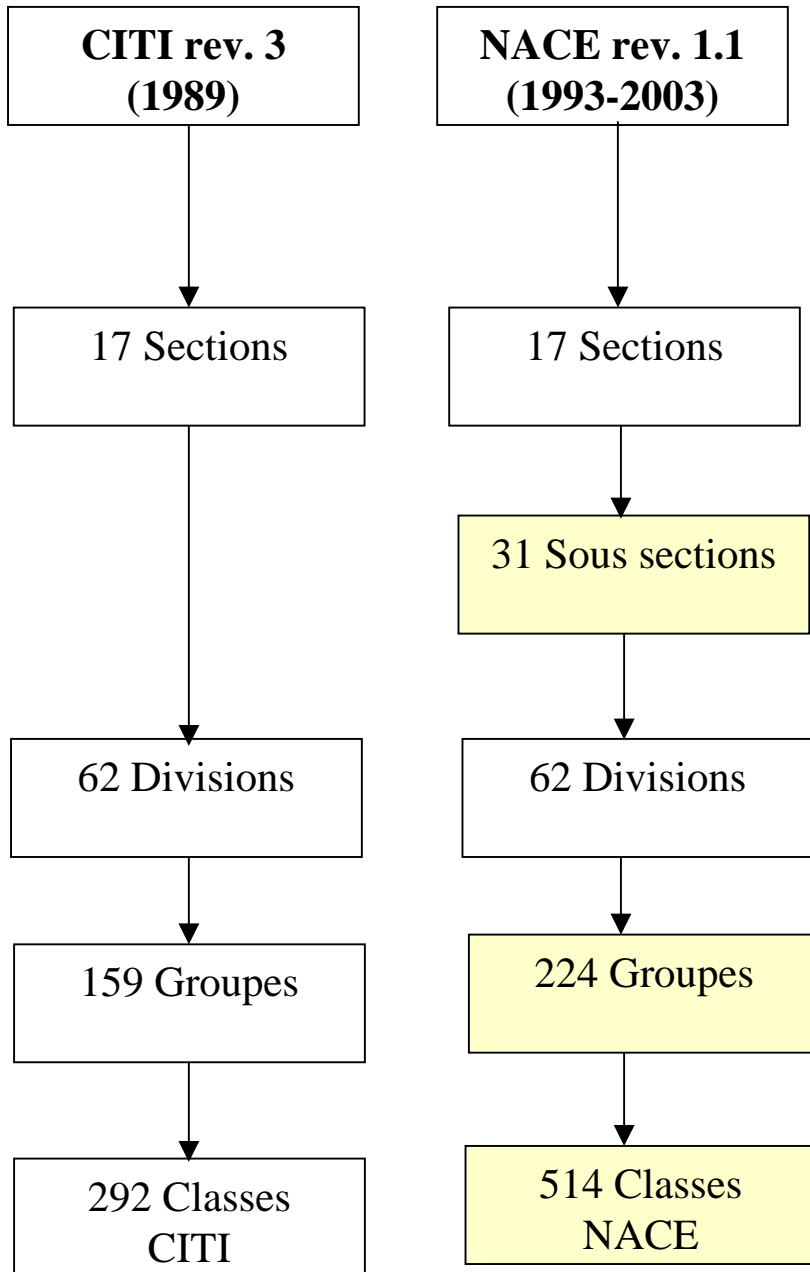 CITI rev. 3
(1989)
NACE rev. 1.1
(1993-2003)
17 Sections
17 Sections
31 Sous sections
62 Divisions
62 Divisions
159 Groupes
224 Groupes
292 Classes
CITI
514 Classes
NACE